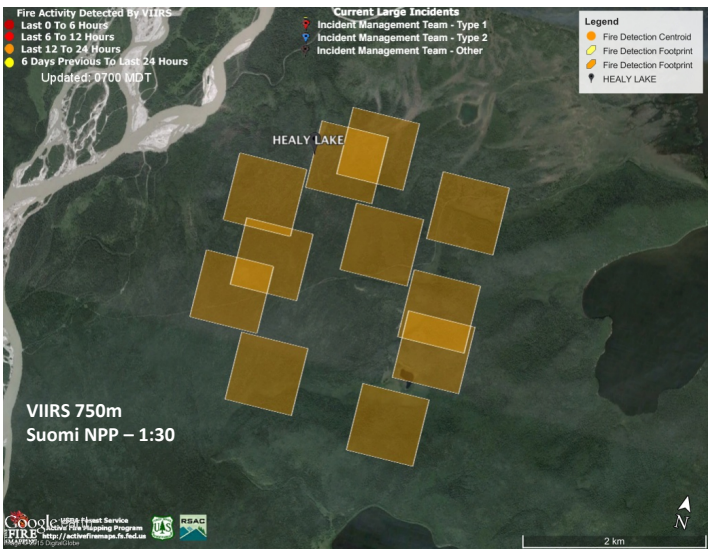 Fire Activity Detected By VIIRS
Last 0 To 6 Hours
Last 6 To 12 Hours
Last 12 To 24 Hours
6 Days Previous To Last 24 Hours
Updated: 0700 MDT
Current Large Incidents
Incident Management Team - Type 1
Incident Management Team - Type 2
Incident Management Team - Other
Legend
Fire Detection Centroid
Fire Detection Footprint
Fire Detection Footprint
HEALY LAKE
HEALY LAKE
VIIRS 750m
Suomi NPP – 1:30
Google
USDA Forest Service
Active Fire Mapping Program
http://activefiremaps.fs.fed.us
FIRE
MAPPING
2015 DigitalGlobe
U S
RSAC
N
2 km